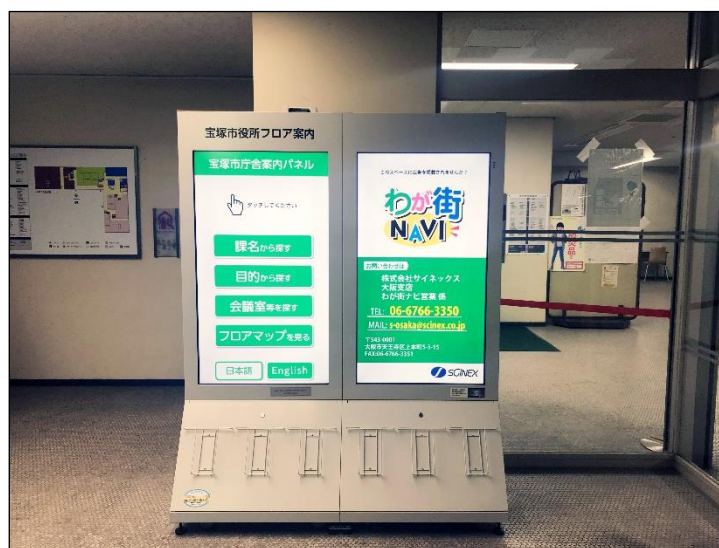 宝塚市役所フロア案内
宝塚市庁舎案内パネル
タッチしてください
課名から探す
目的から探す
会議室等を探す
フロアマップを見る
日本語 English
このスペースに広告を掲載されませんか?
わが街
NAVI
お問い合わせは
株式会社サイネックス
大阪支店
わが街ナビ営業係
TEL: 06-6766-3350
MAIL: s-osaka@scinex.co.jp
〒543-0001
大阪市天王寺区上本町5-3-15
FAX:06-6766-3351
SCINEX